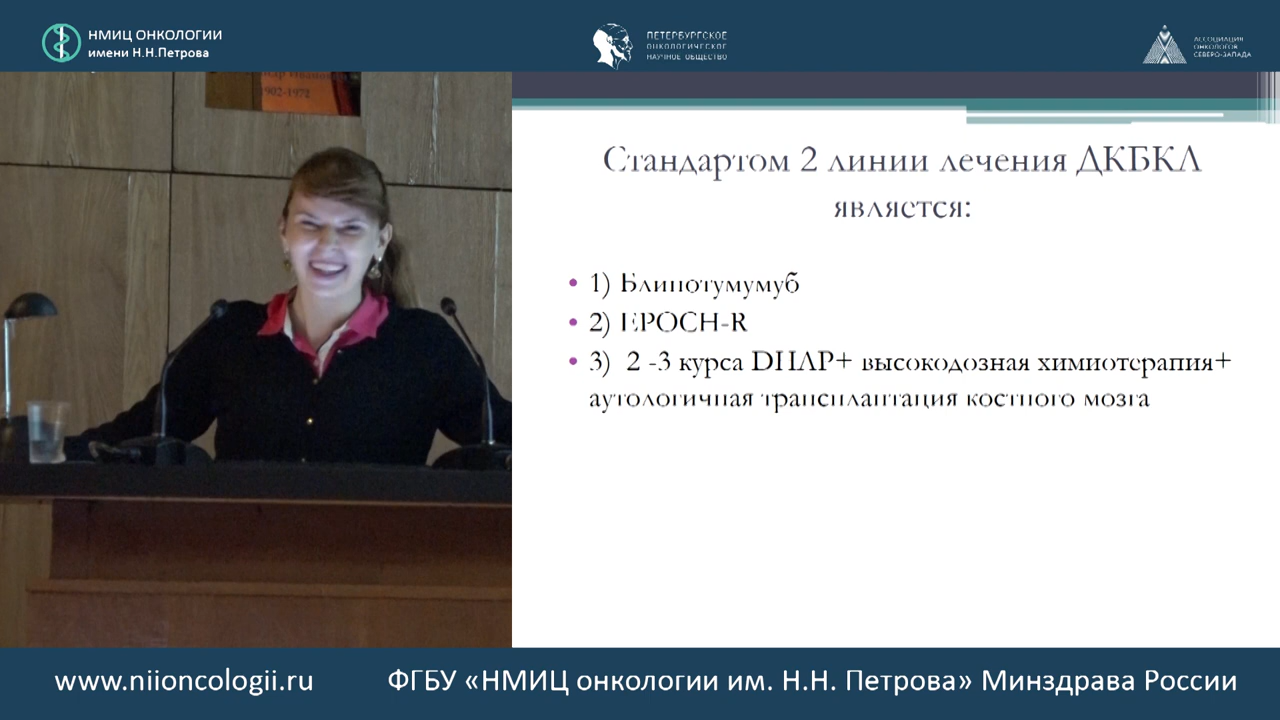 НМИЦ ОНКОЛОГИИ
имени Н.Н.Петрова
ПЕТЕРБУРГСКОЕ
ОНКОЛОГИЧЕСКОЕ
НАУЧНОЕ ОБЩЕСТВО
АССОЦИАЦИЯ
ОНКОЛОГОВ
СЕВЕРО-ЗАПАДА
1902-1972
Стандартом 2 линии лечения ДКБКЛ
является:
• 1) Блинотумумуб
• 2) EPOCH-R
• 3) 2 -3 курса DHAP+ высокодозная химиотерапия+
аутологичная трансплантация костного мозга
www.niioncologii.ru
ФГБУ «НМИЦ онкологии им. Н.Н. Петрова» Минздрава России